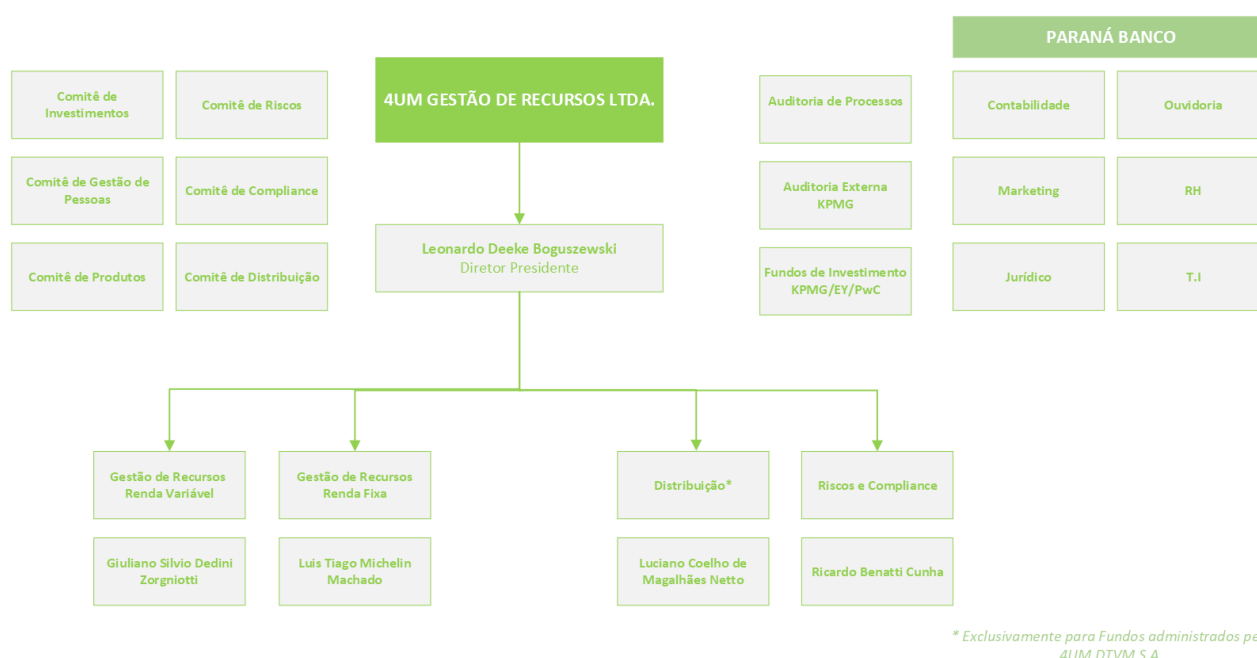 PARANÁ BANCO
4UM GESTÃO DE RECURSOS LTDA.
Comitê de
Investimentos
Comitê de Riscos
Comitê de Gestão de
Pessoas
Comitê de Compliance
Comitê de Produtos
Comitê de Distribuição
Leonardo Deeke Boguszewski
Diretor Presidente
Auditoria de Processos
Auditoria Externa
KPMG
Fundos de Investimento
KPMG/EY/PwC
Contabilidade
Ouvidoria
Marketing
RH
Jurídico
T.I
Gestão de Recursos
Renda Variável
Gestão de Recursos
Renda Fixa
Distribuição*
Riscos e Compliance
Giuliano Silvio Dedini
Zorgniotti
Luis Tiago Michelin
Machado
Luciano Coelho de
Magalhães Netto
Ricardo Benatti Cunha
* Exclusivamente para Fundos administrados pe
4UM DTVM S.A